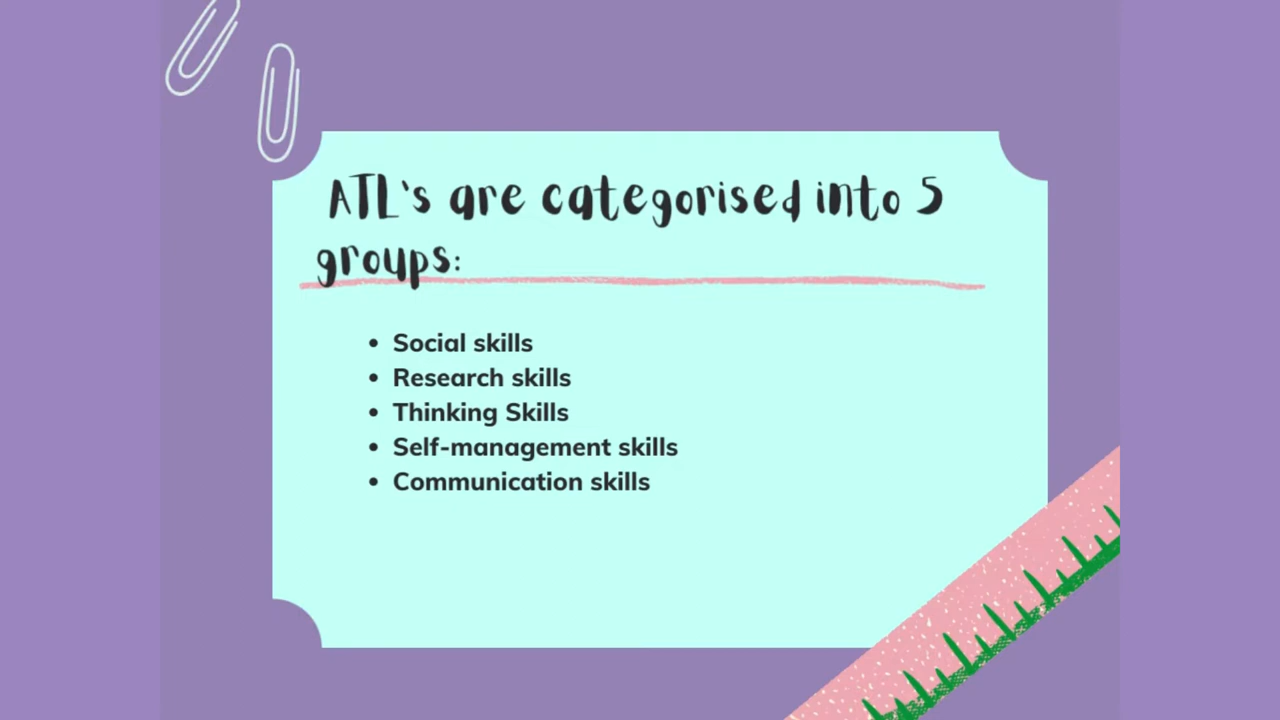 ATL's are categorised into 5
groups:
• Social skills
• Research skills
• Thinking Skills
• Self-management skills
• Communication skills